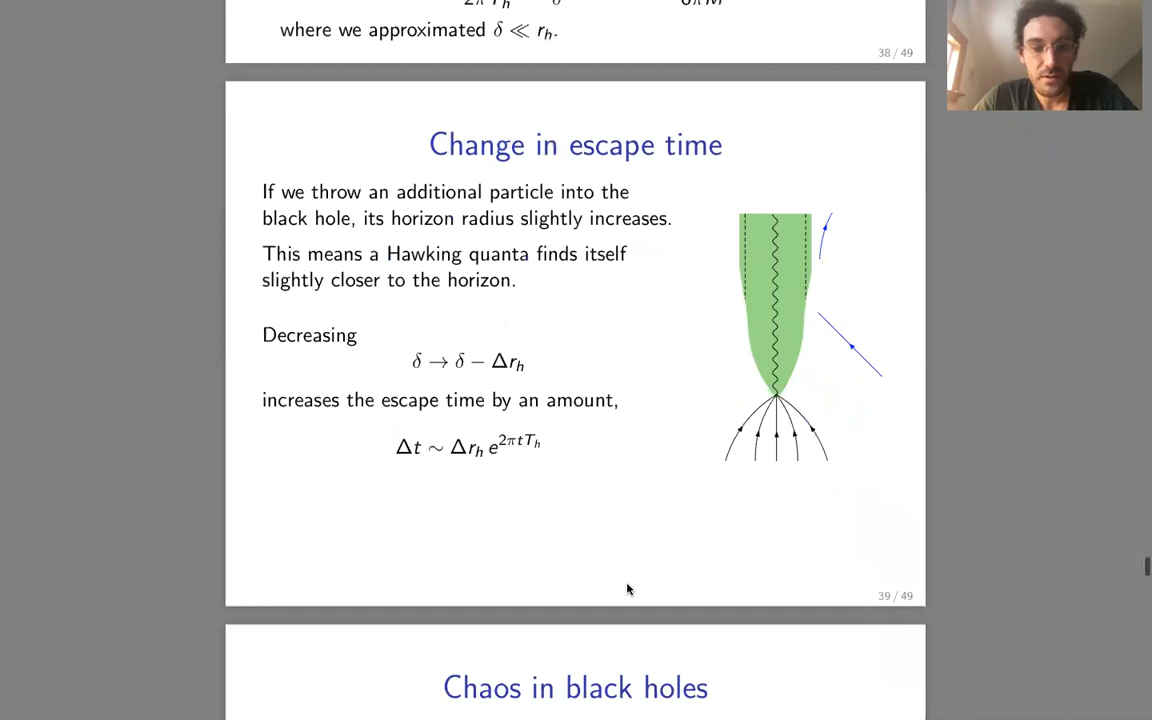 where we approximated δ ≪ r_h.
38 / 49
Change in escape time
If we throw an additional particle into the
black hole, its horizon radius slightly increases.
This means a Hawking quanta finds itself
slightly closer to the horizon.
Decreasing
δ → δ − Δr_h
increases the escape time by an amount,
Δt ∼ Δr_h e^{2πtT_h}
39 / 49
Chaos in black holes